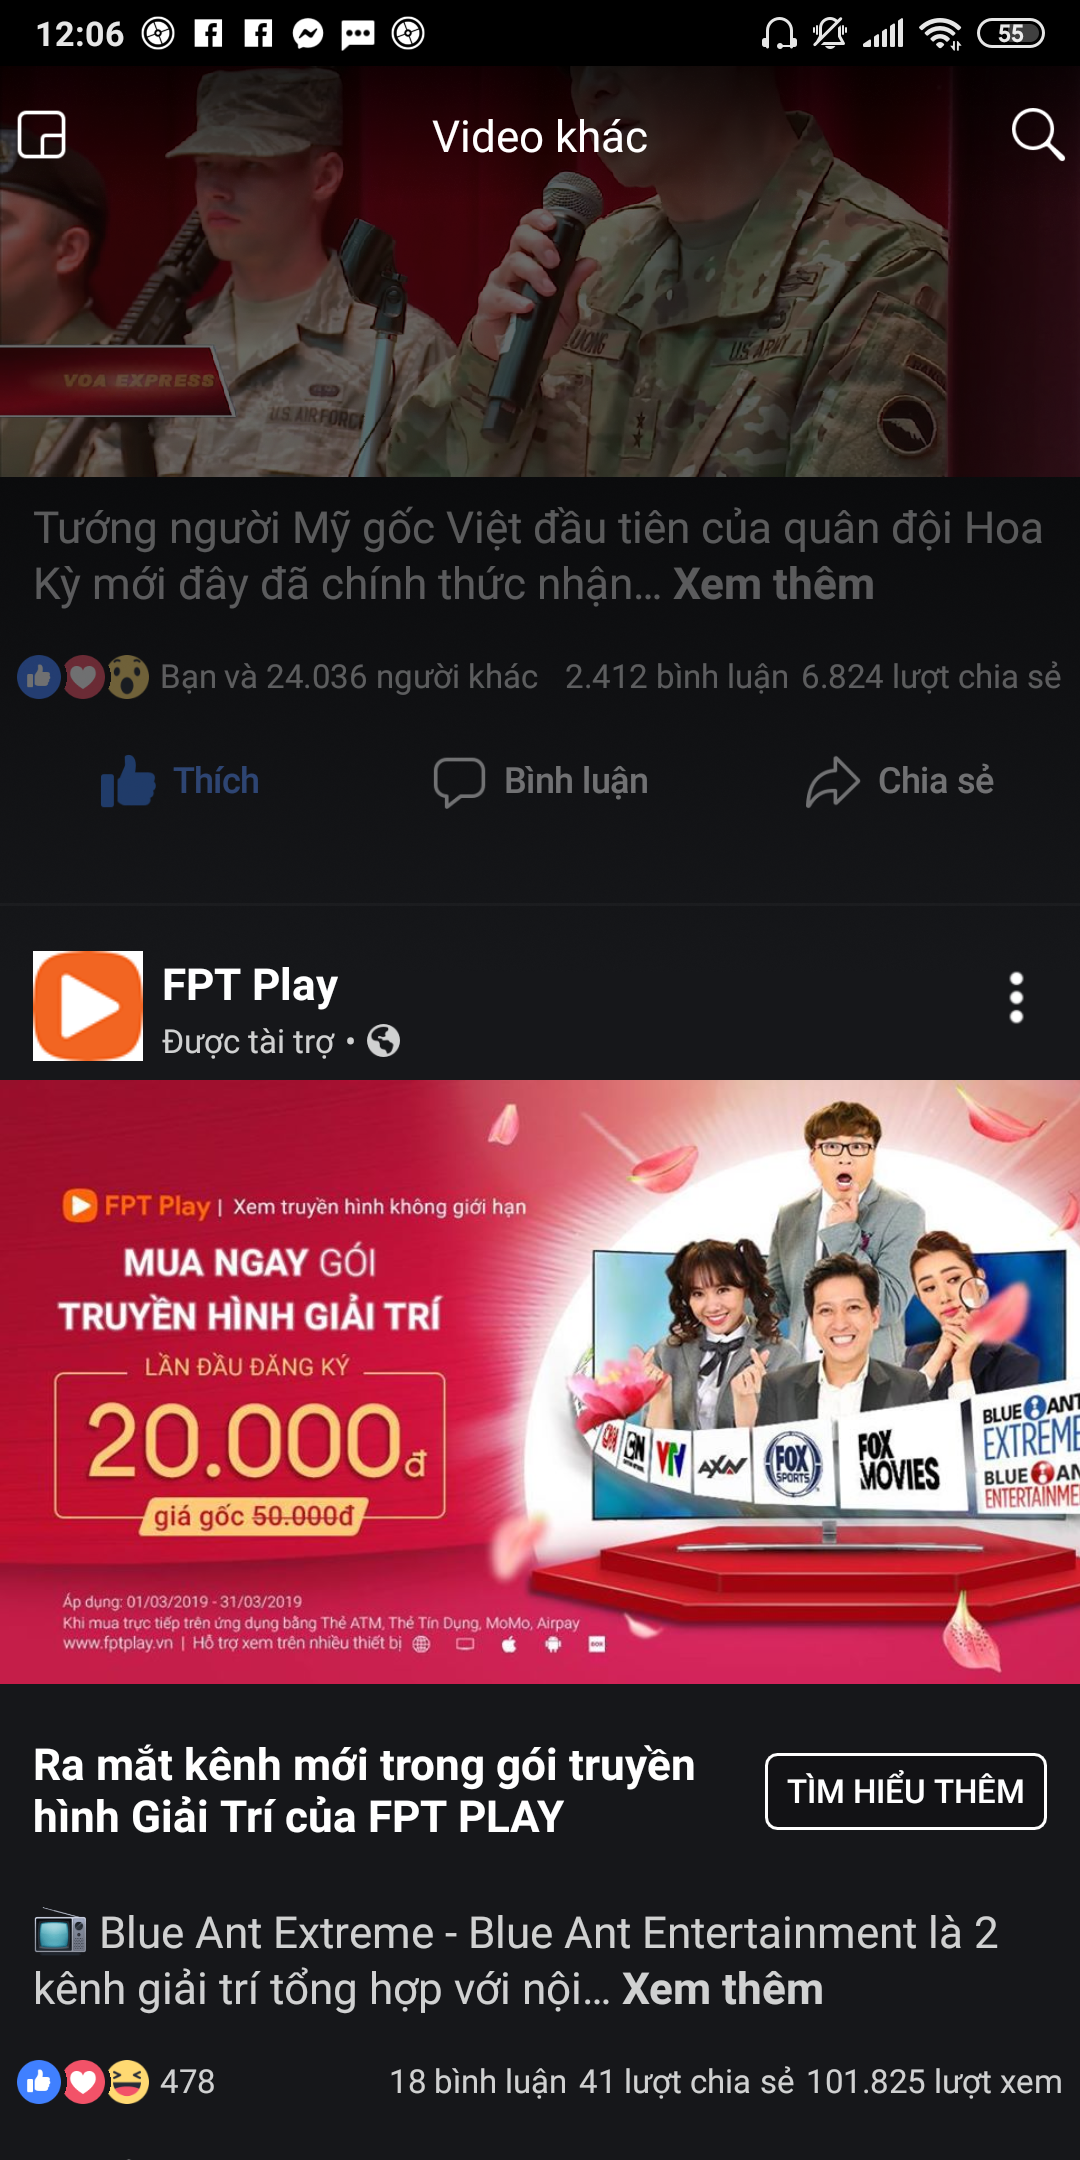 12:06
55
Video khác
VOA EXPRESS
LUONG
U.S. ARMY
U.S. AIR FORCE
Tướng người Mỹ gốc Việt đầu tiên của quân đội Hoa
Kỳ mới đây đã chính thức nhận... Xem thêm
Bạn và 24.036 người khác 2.412 bình luận 6.824 lượt chia sẻ
Thích Bình luận Chia sẻ
FPT Play
Được tài trợ
FPT Play | Xem truyền hình không giới hạn
MUA NGAY GÓI
TRUYỀN HÌNH GIẢI TRÍ
LẦN ĐẦU ĐĂNG KÝ
20.000đ
giá gốc 50.000đ
CN
VTV
AXN
FOX SPORTS
FOX MOVIES
BLUE ANT
EXTREME
BLUE AN
ENTERTAINME
Áp dụng: 01/03/2019 - 31/03/2019
Khi mua trực tiếp trên ứng dụng bằng Thẻ ATM, Thẻ Tín Dụng, MoMo, Airpay
www.fptplay.vn | Hỗ trợ xem trên nhiều thiết bị
BOX
Ra mắt kênh mới trong gói truyền
hình Giải Trí của FPT PLAY
TÌM HIỂU THÊM
Blue Ant Extreme - Blue Ant Entertainment là 2
kênh giải trí tổng hợp với nội... Xem thêm
478 18 bình luận 41 lượt chia sẻ 101.825 lượt xem